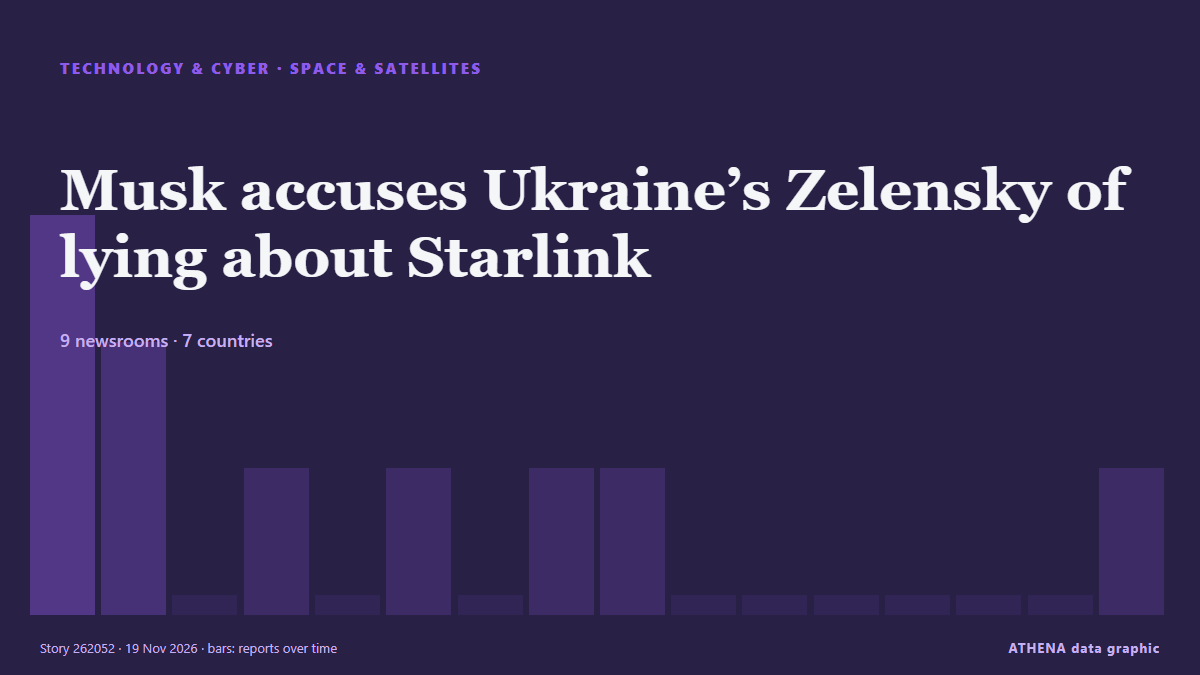 TECHNOLOGY & CYBER · SPACE & SATELLITES
Musk accuses Ukraine’s Zelensky of
lying about Starlink
9 newsrooms · 7 countries
Story 262052 · 19 Nov 2026 · bars: reports over time
ATHENA data graphic